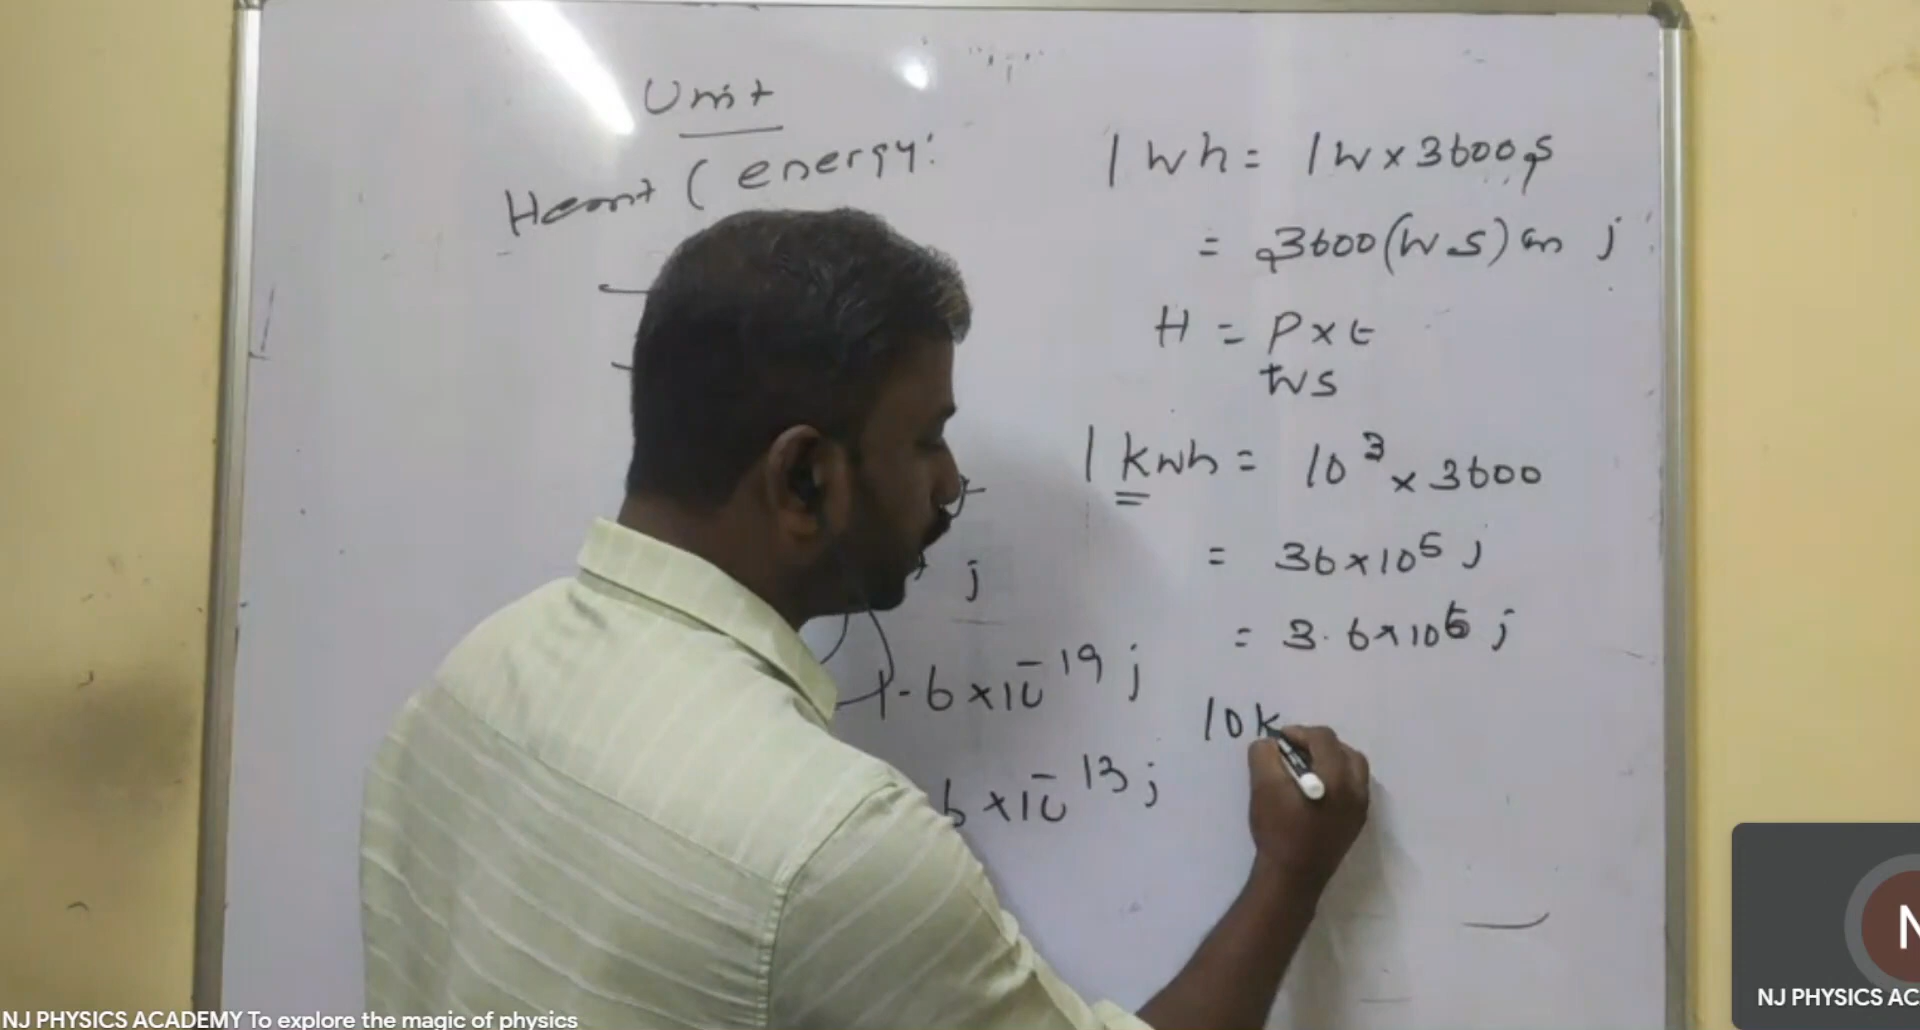 Unit
Heat ( energy:
1 Wh = 1W x 3600 s
= 3600 (W s) (or) j
H = P x t
Ws
1 kwh = 10³ x 3600
= 36 x 10⁵ j
= 3.6 x 10⁶ j
j
1.6 x 10⁻¹⁹ j
10k
6 x 10⁻¹³ j
N
NJ PHYSICS AC
NJ PHYSICS ACADEMY To explore the magic of physics